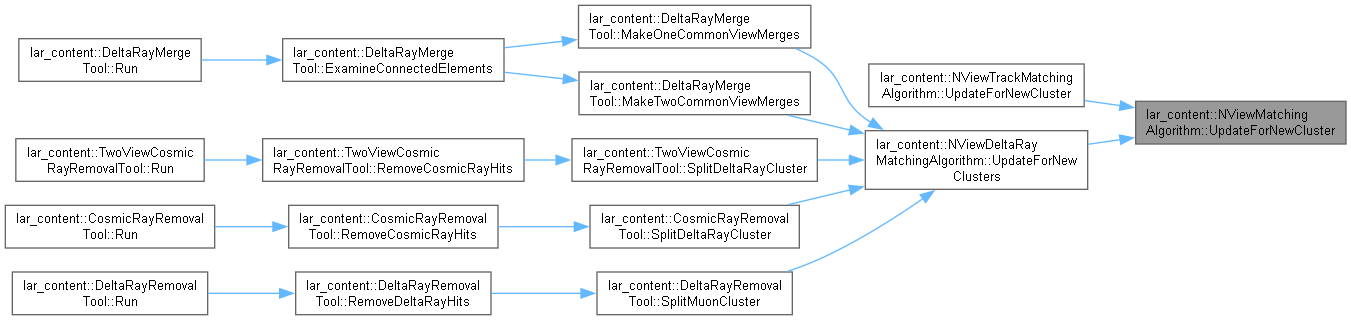 lar_content::DeltaRayMerge
Tool::Run
lar_content::DeltaRayMerge
Tool::ExamineConnectedElements
lar_content::DeltaRayMerge
Tool::MakeOneCommonViewMerges
lar_content::DeltaRayMerge
Tool::MakeTwoCommonViewMerges
lar_content::NViewTrackMatching
Algorithm::UpdateForNewCluster
lar_content::NViewMatching
Algorithm::UpdateForNewCluster
lar_content::NViewDeltaRay
MatchingAlgorithm::UpdateForNew
Clusters
lar_content::TwoViewCosmic
RayRemovalTool::Run
lar_content::TwoViewCosmic
RayRemovalTool::RemoveCosmicRayHits
lar_content::TwoViewCosmic
RayRemovalTool::SplitDeltaRayCluster
lar_content::CosmicRayRemoval
Tool::Run
lar_content::CosmicRayRemoval
Tool::RemoveCosmicRayHits
lar_content::CosmicRayRemoval
Tool::SplitDeltaRayCluster
lar_content::DeltaRayRemoval
Tool::Run
lar_content::DeltaRayRemoval
Tool::RemoveDeltaRayHits
lar_content::DeltaRayRemoval
Tool::SplitMuonCluster